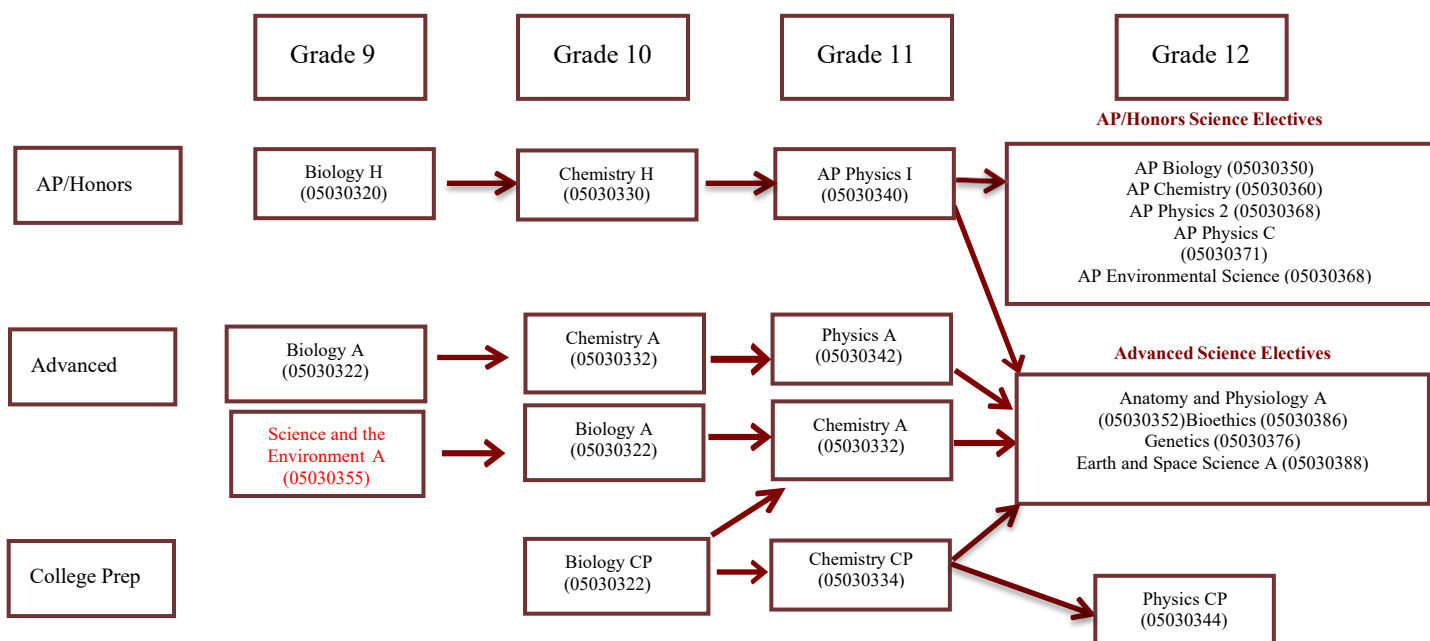 Grade 9
Grade 10
Grade 11
Grade 12
AP/Honors Science Electives
AP/Honors
Biology H
(05030320)
Chemistry H
(05030330)
AP Physics I
(05030340)
AP Biology (05030350)
AP Chemistry (05030360)
AP Physics 2 (05030368)
AP Physics C
(05030371)
AP Environmental Science (05030368)
Advanced
Biology A
(05030322)
Chemistry A
(05030332)
Physics A
(05030342)
Advanced Science Electives
Science and the
Environment A
(05030355)
Biology A
(05030322)
Chemistry A
(05030332)
Anatomy and Physiology A
(05030352)Bioethics (05030386)
Genetics (05030376)
Earth and Space Science A (05030388)
College Prep
Biology CP
(05030322)
Chemistry CP
(05030334)
Physics CP
(05030344)